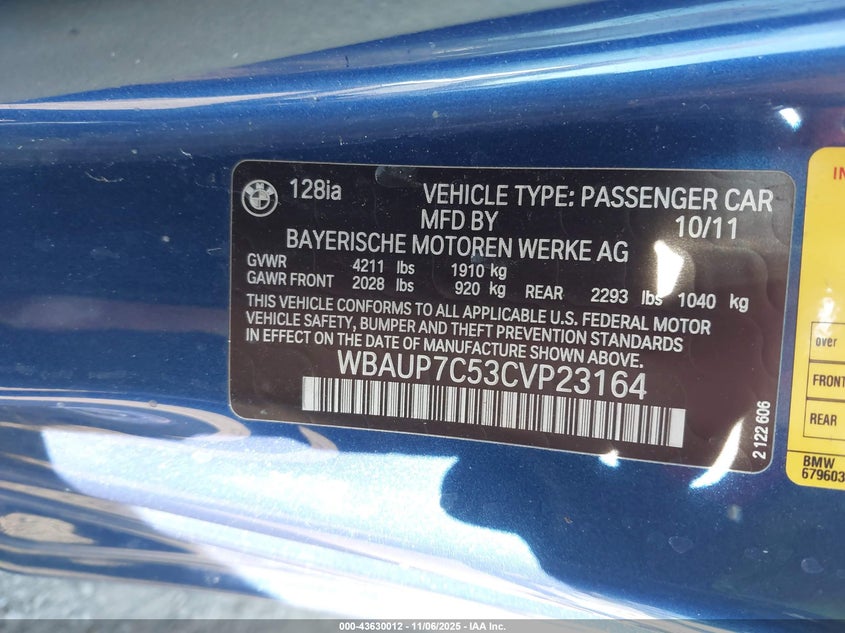 BMW
128ia
VEHICLE TYPE: PASSENGER CAR
MFD BY
10/11
BAYERISCHE MOTOREN WERKE AG
GVWR 4211 lbs 1910 kg
GAWR FRONT 2028 lbs 920 kg REAR 2293 lbs 1040 kg
THIS VEHICLE CONFORMS TO ALL APPLICABLE U.S. FEDERAL MOTOR
VEHICLE SAFETY, BUMPER AND THEFT PREVENTION STANDARDS
IN EFFECT ON THE DATE OF MANUFACTURE SHOWN ABOVE.
WBAUP7C53CVP23164
2 122 606
over
FRONT
REAR
BMW
679603
000-43630012 - 11/06/2025 - IAA Inc.